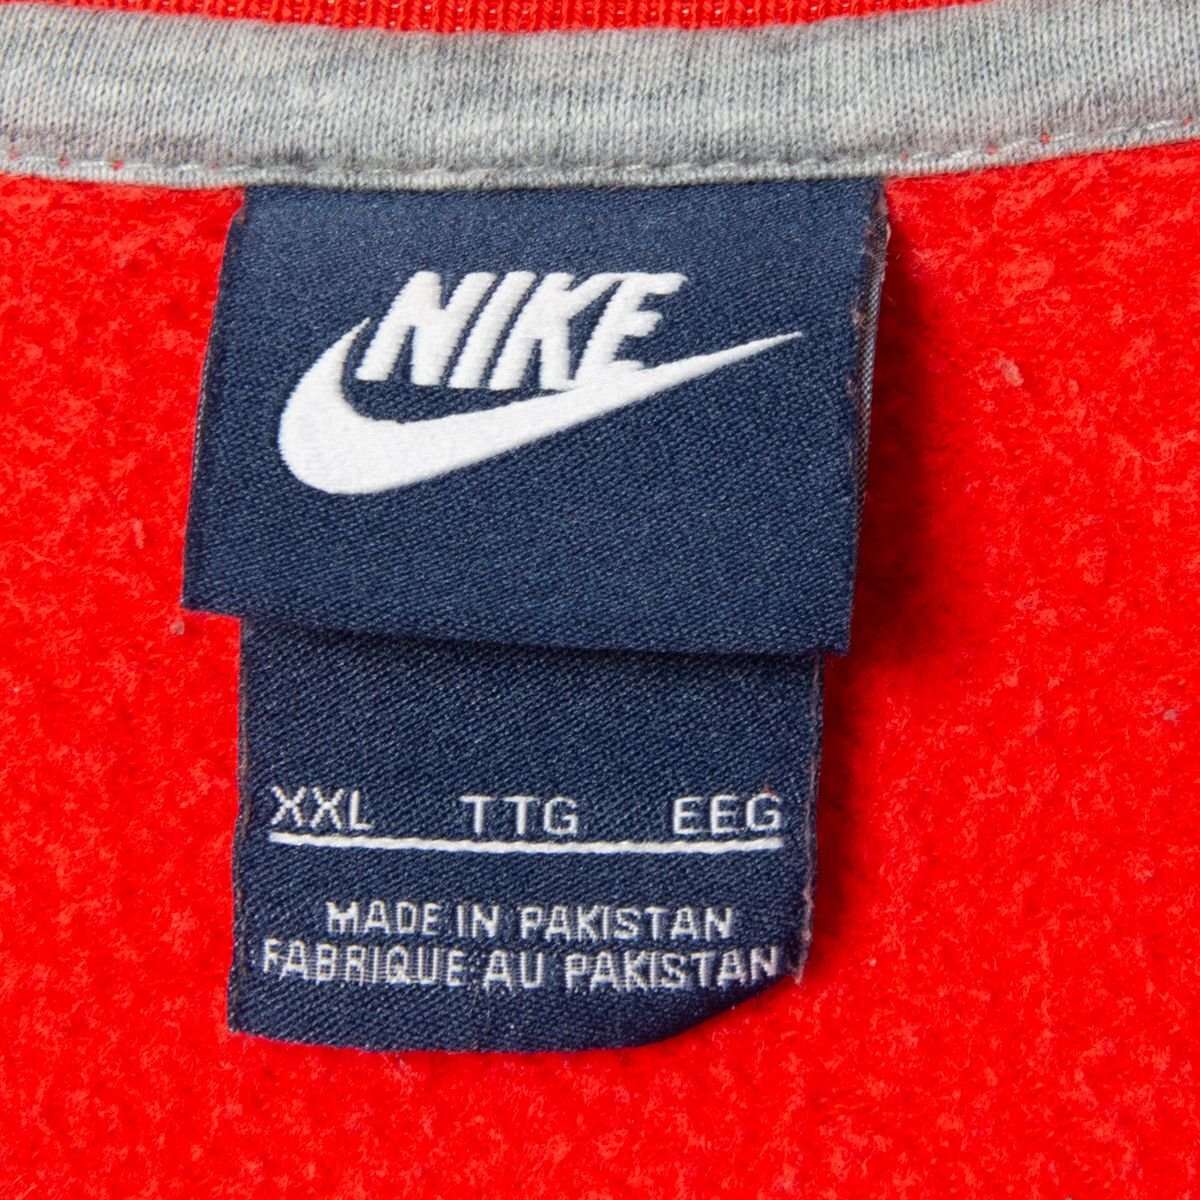 NIKE
XXL TTG EEG
MADE IN PAKISTAN
FABRIQUE AU PAKISTAN